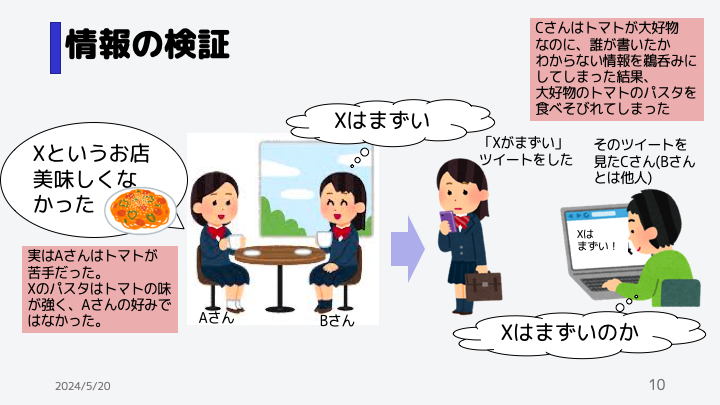 情報の検証
Cさんはトマトが大好物
なのに、誰が書いたか
わからない情報を鵜呑みに
してしまった結果、
大好物のトマトのパスタを
食べそびれてしまった
Xはまずい
Xというお店
美味しくな
かった
「Xがまずい」
ツイートをした
そのツイートを
見たCさん(Bさん
とは他人)
Xは
まずい！
実はAさんはトマトが
苦手だった。
Xのパスタはトマトの味
が強く、Aさんの好みで
はなかった。
Aさん
Bさん
Xはまずいのか
2024/5/20
10